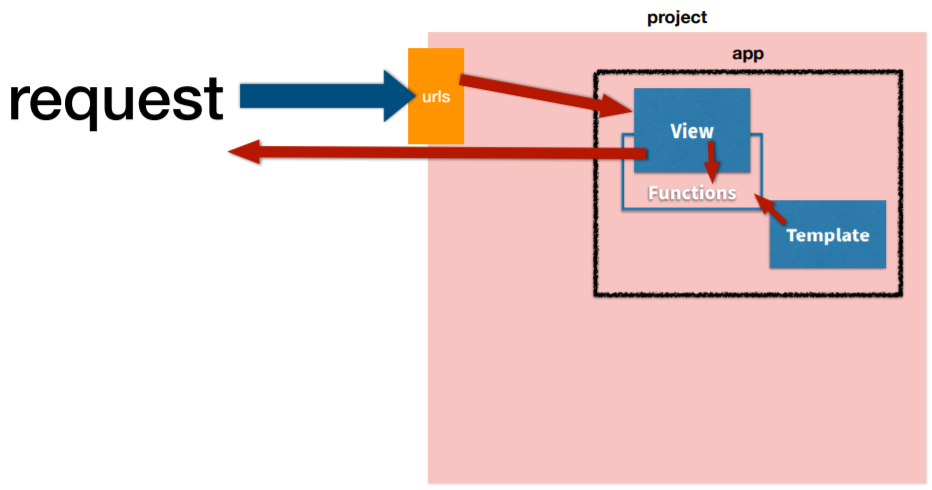 project
app
request
urls
View
Functions
Template